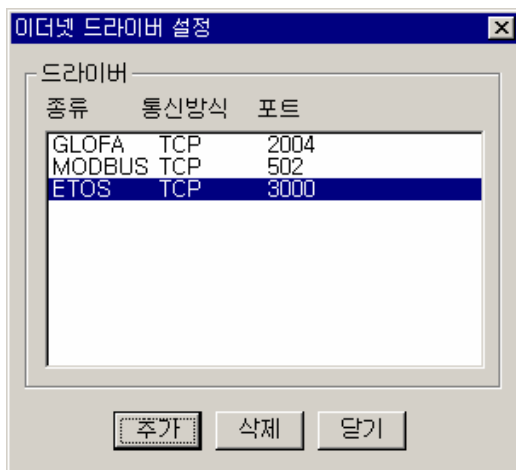 이더넷 드라이버 설정
드라이버
종류 통신방식 포트
GLOFA TCP 2004
MODBUS TCP 502
ETOS TCP 3000
추가 삭제 닫기